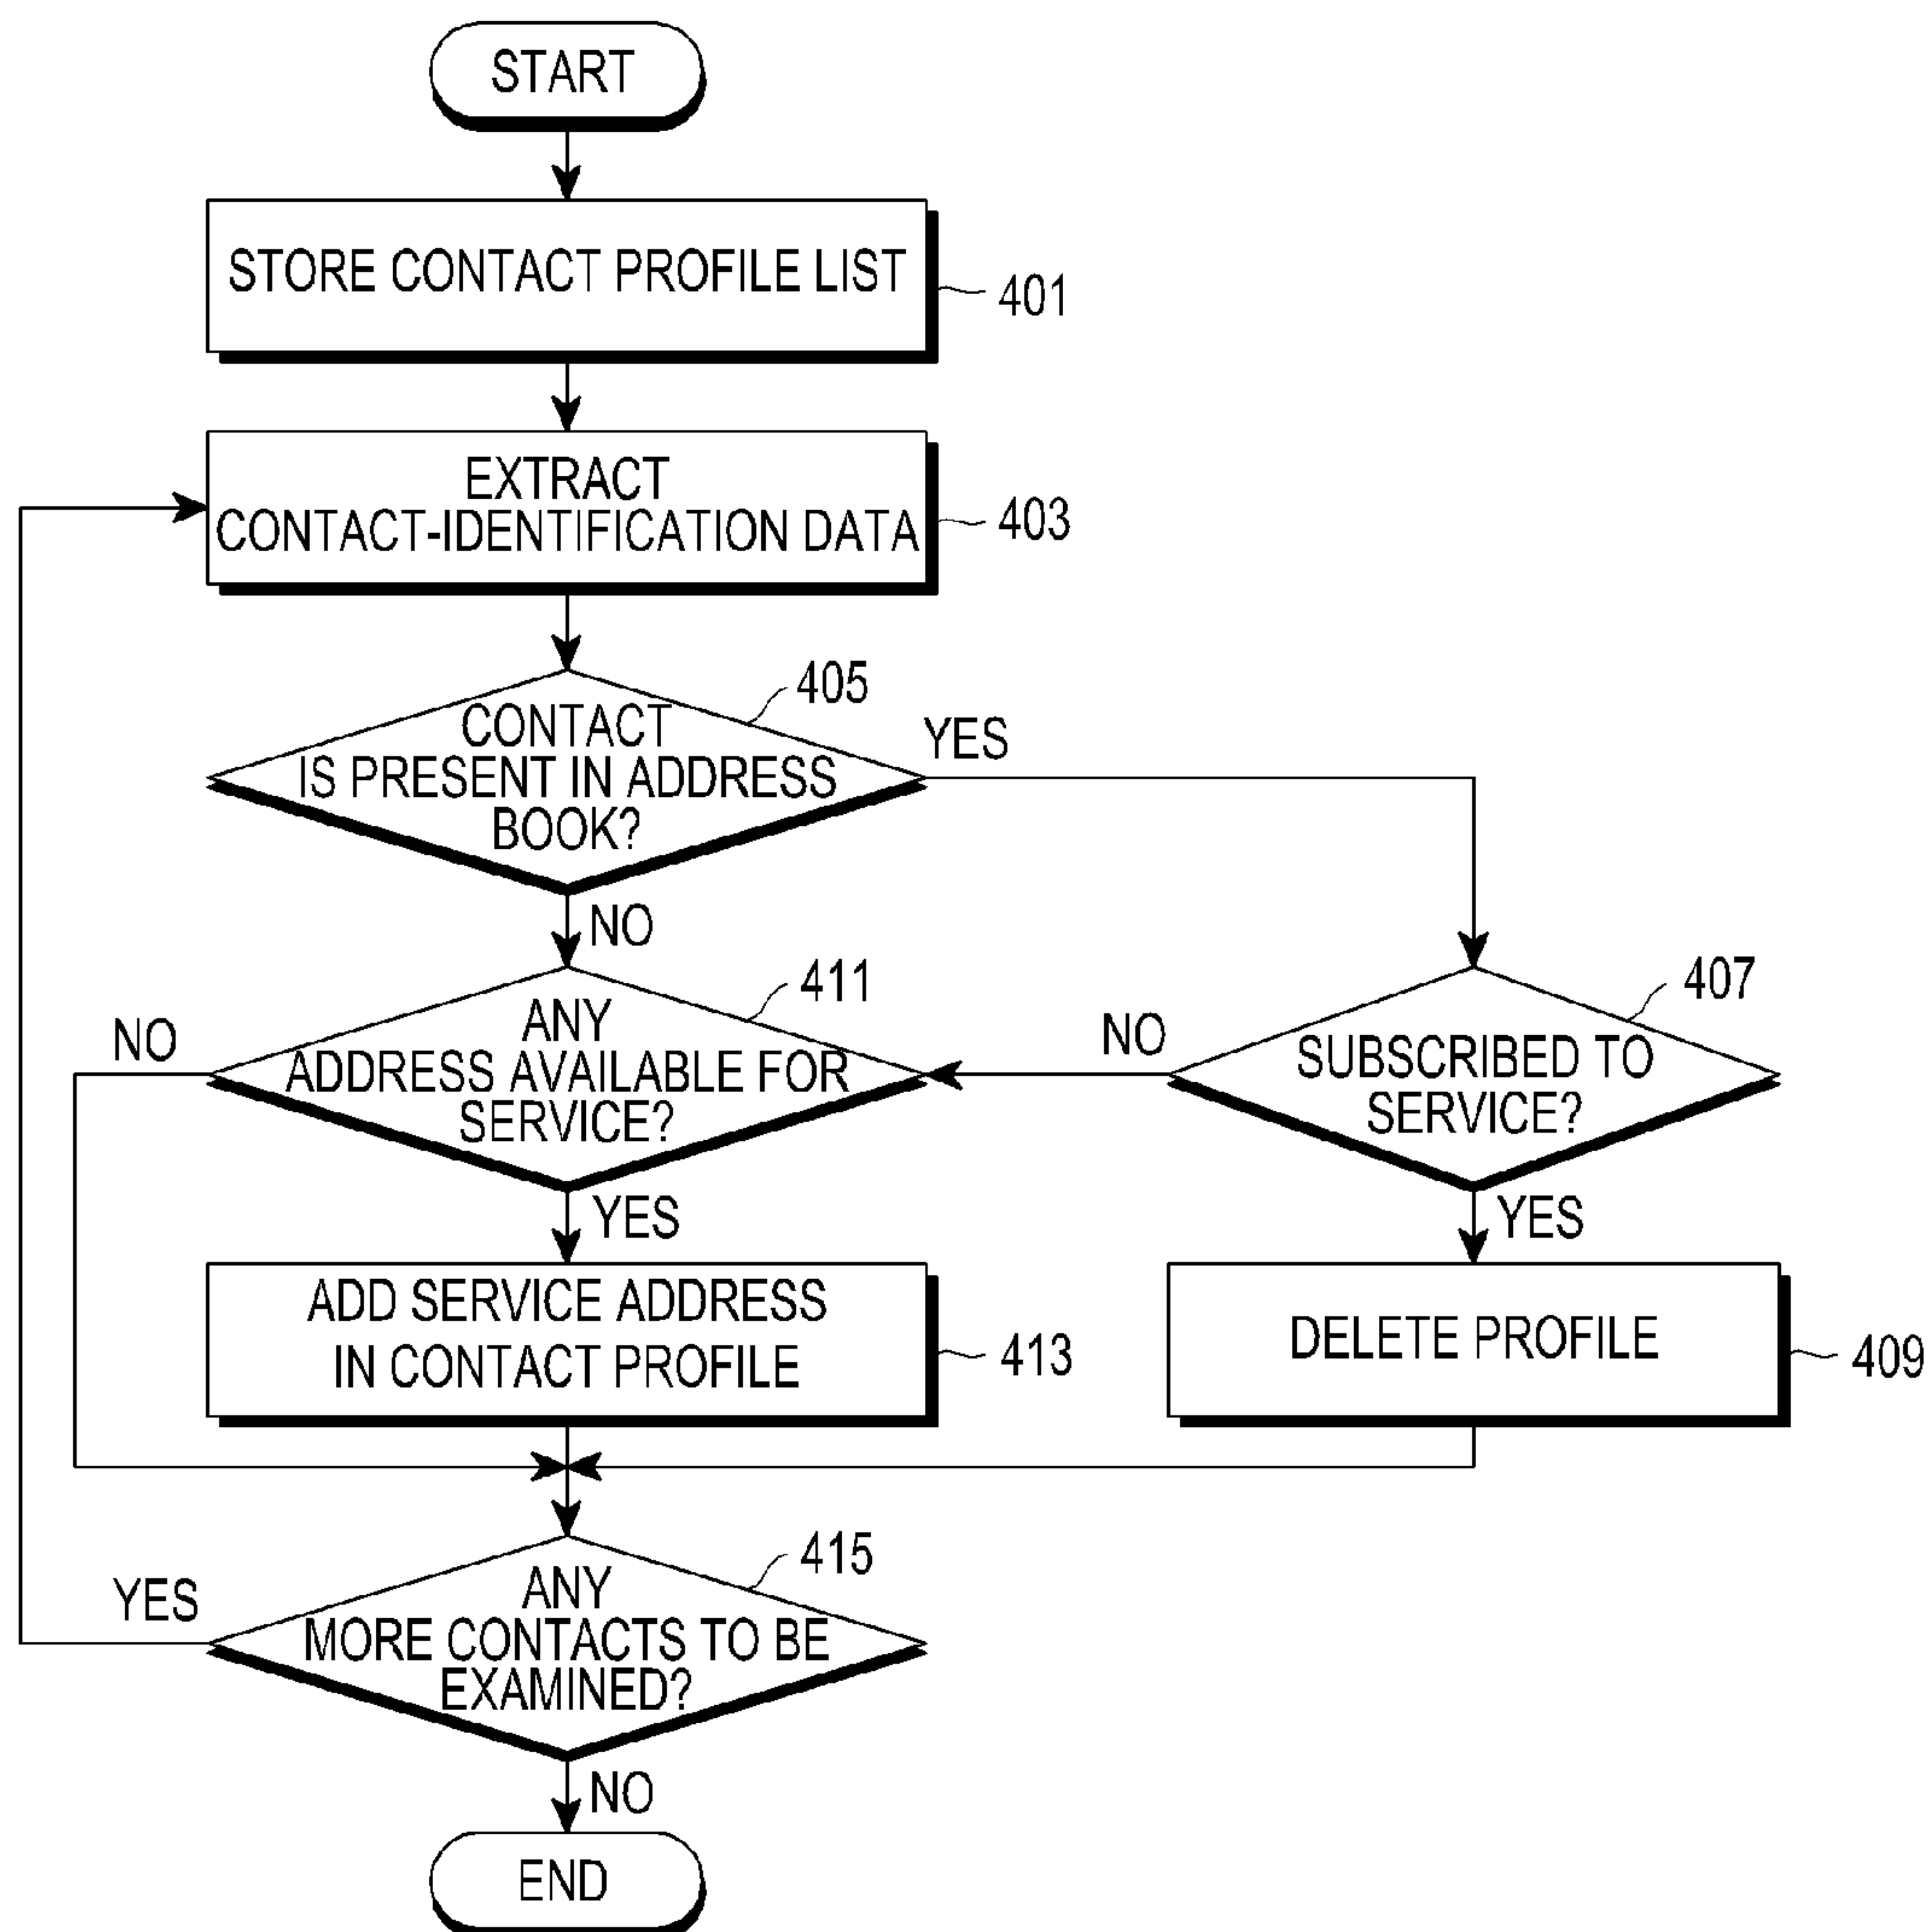 START
STORE CONTACT PROFILE LIST
401
EXTRACT
CONTACT-IDENTIFICATION DATA
403
405
CONTACT
IS PRESENT IN ADDRESS
BOOK?
YES
NO
411
ANY
ADDRESS AVAILABLE FOR
SERVICE?
NO
NO
407
SUBSCRIBED TO
SERVICE?
YES
YES
ADD SERVICE ADDRESS
IN CONTACT PROFILE
413
DELETE PROFILE
409
415
ANY
MORE CONTACTS TO BE
EXAMINED?
YES
NO
END